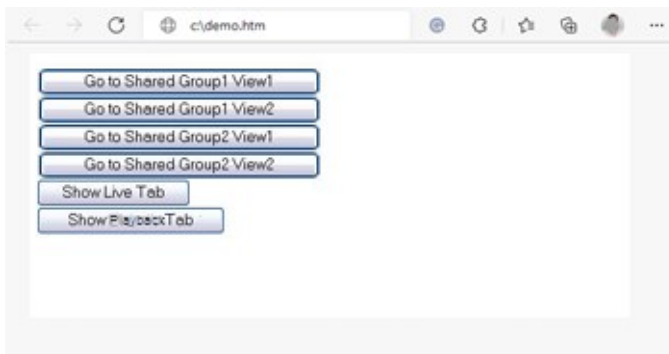 c:\demo.htm
Go to Shared Group1 View1
Go to Shared Group1 View2
Go to Shared Group2 View1
Go to Shared Group2 View2
Show Live Tab
Show Playback Tab